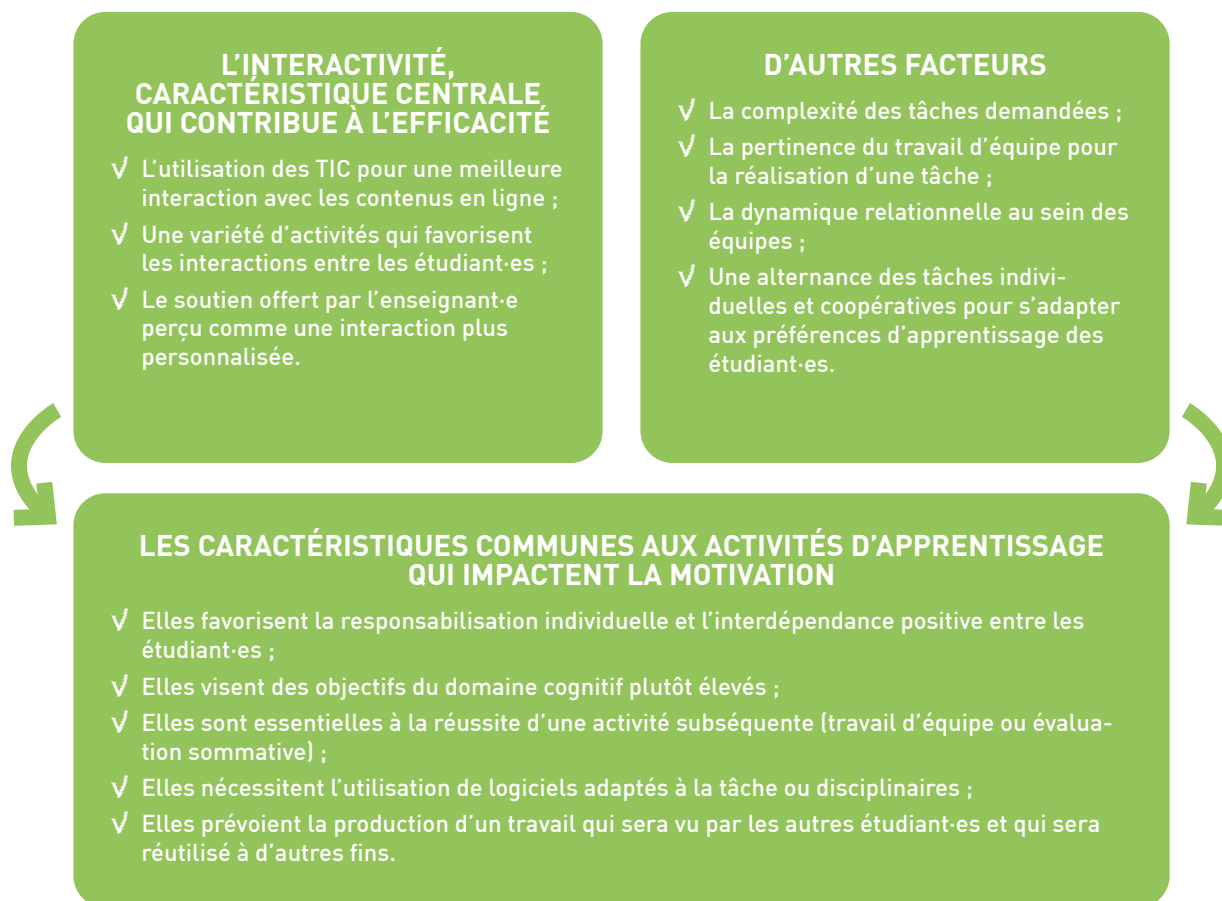 L'INTERACTIVITÉ,
CARACTÉRISTIQUE CENTRALE
QUI CONTRIBUE À L'EFFICACITÉ
√ L'utilisation des TIC pour une meilleure
interaction avec les contenus en ligne ;
√ Une variété d'activités qui favorisent
les interactions entre les étudiant·es ;
√ Le soutien offert par l'enseignant·e
perçu comme une interaction plus
personnalisée.
D'AUTRES FACTEURS
√ La complexité des tâches demandées ;
√ La pertinence du travail d'équipe pour
la réalisation d'une tâche ;
√ La dynamique relationnelle au sein des
équipes ;
√ Une alternance des tâches indivi-
duelles et coopératives pour s'adapter
aux préférences d'apprentissage des
étudiant·es.
LES CARACTÉRISTIQUES COMMUNES AUX ACTIVITÉS D'APPRENTISSAGE
QUI IMPACTENT LA MOTIVATION
√ Elles favorisent la responsabilisation individuelle et l'interdépendance positive entre les
étudiant·es ;
√ Elles visent des objectifs du domaine cognitif plutôt élevés ;
√ Elles sont essentielles à la réussite d'une activité subséquente (travail d'équipe ou évalua-
tion sommative) ;
√ Elles nécessitent l'utilisation de logiciels adaptés à la tâche ou disciplinaires ;
√ Elles prévoient la production d'un travail qui sera vu par les autres étudiant·es et qui sera
réutilisé à d'autres fins.